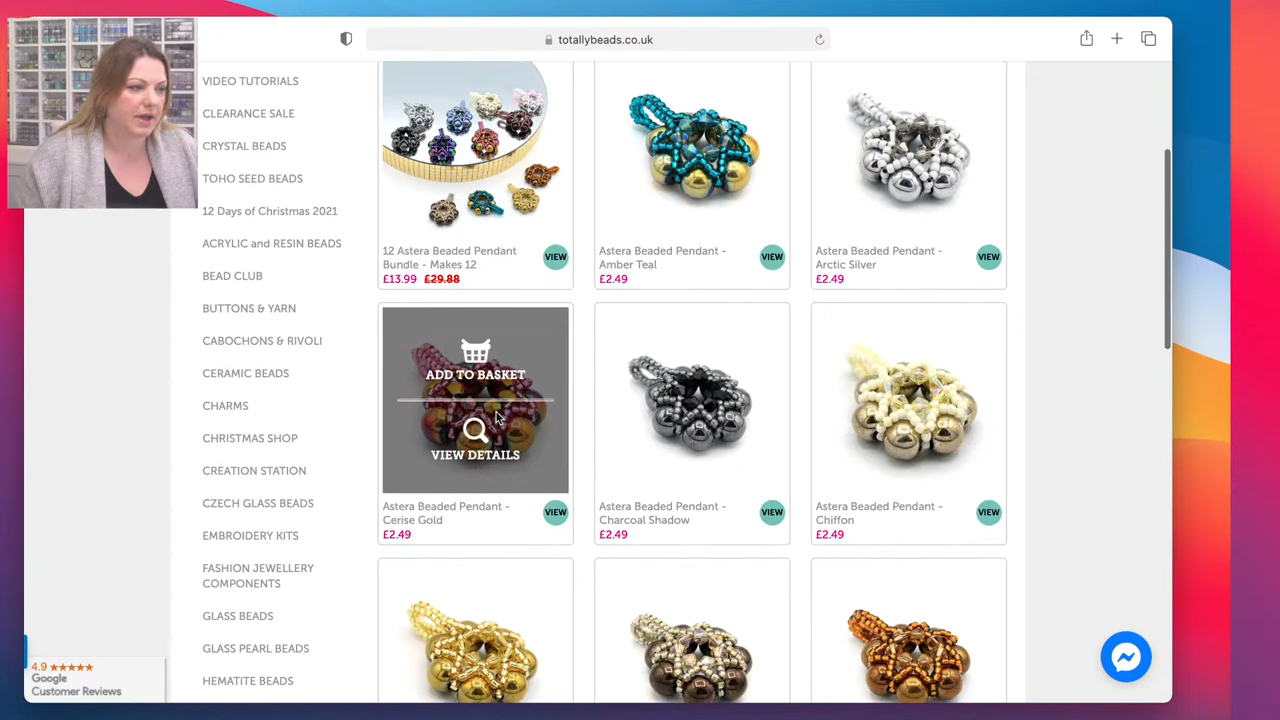 totallybeads.co.uk
VIDEO TUTORIALS
CLEARANCE SALE
CRYSTAL BEADS
TOHO SEED BEADS
12 Days of Christmas 2021
ACRYLIC and RESIN BEADS
BEAD CLUB
BUTTONS & YARN
CABOCHONS & RIVOLI
CERAMIC BEADS
CHARMS
CHRISTMAS SHOP
CREATION STATION
CZECH GLASS BEADS
EMBROIDERY KITS
FASHION JEWELLERY
COMPONENTS
GLASS BEADS
GLASS PEARL BEADS
HEMATITE BEADS
12 Astera Beaded Pendant
Bundle - Makes 12
£13.99 £29.88
VIEW
Astera Beaded Pendant -
Amber Teal
£2.49
VIEW
Astera Beaded Pendant -
Arctic Silver
£2.49
VIEW
ADD TO BASKET
VIEW DETAILS
Astera Beaded Pendant -
Cerise Gold
£2.49
VIEW
Astera Beaded Pendant -
Charcoal Shadow
£2.49
VIEW
Astera Beaded Pendant -
Chiffon
£2.49
VIEW
4.9 ★★★★★
Google
Customer Reviews